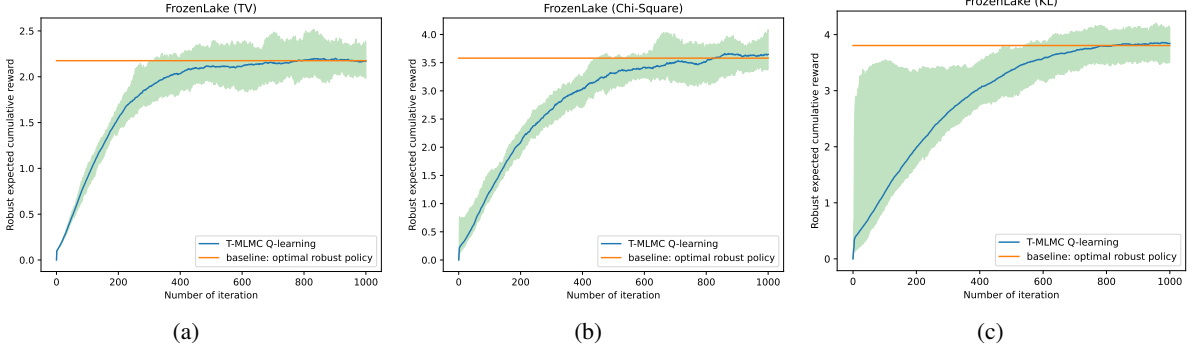 FrozenLake (TV)
Robust expected cumulative reward
2.5
2.0
1.5
1.0
0.5
0.0
0
200
400
600
800
1000
Number of iteration
T-MLMC Q-learning
baseline: optimal robust policy
(a)
FrozenLake (Chi-Square)
Robust expected cumulative reward
4.0
3.5
3.0
2.5
2.0
1.5
1.0
0.5
0.0
0
200
400
600
800
1000
Number of iteration
T-MLMC Q-learning
baseline: optimal robust policy
(b)
FrozenLake (KL)
Robust expected cumulative reward
4
3
2
1
0
0
200
400
600
800
1000
Number of iteration
T-MLMC Q-learning
baseline: optimal robust policy
(c)